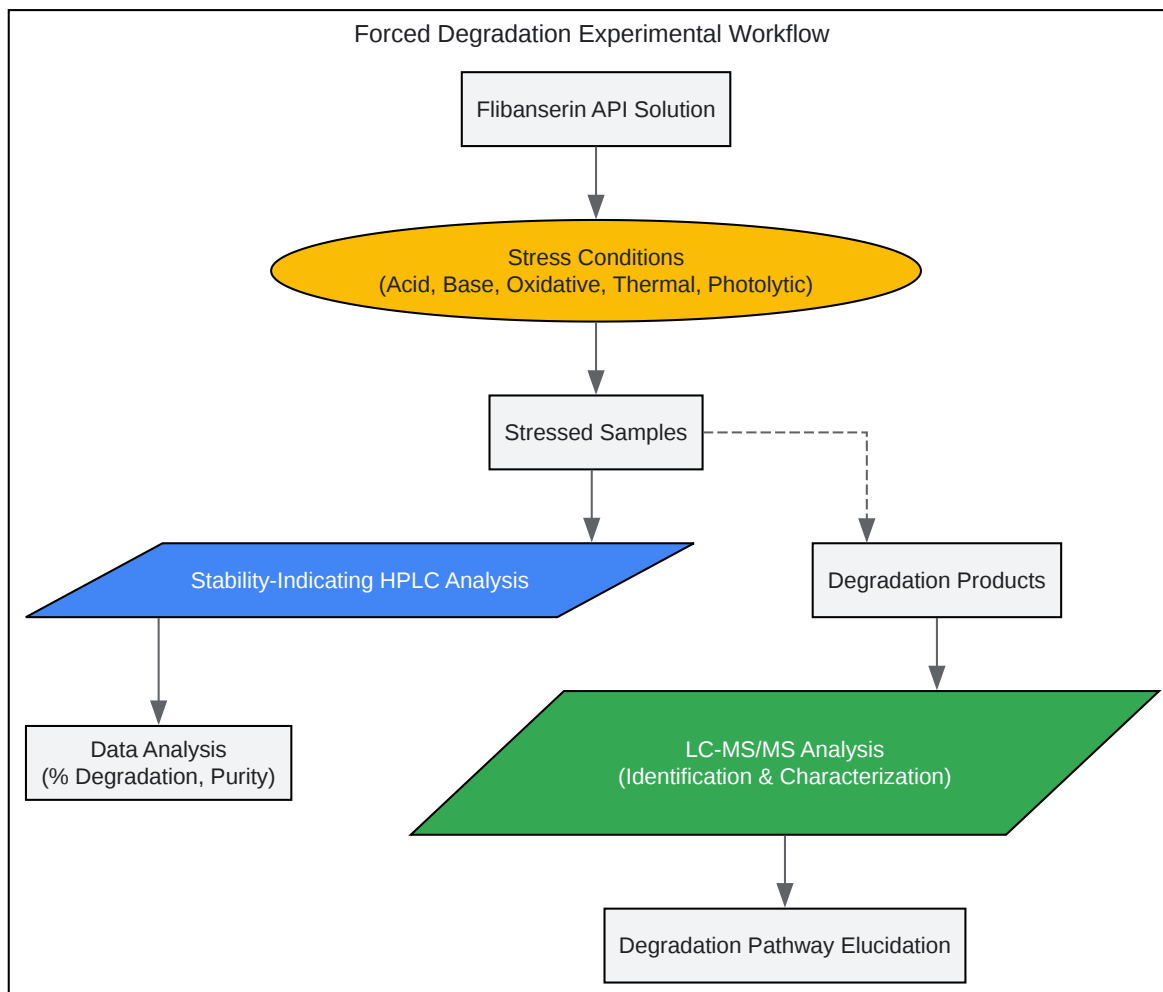 Forced Degradation Experimental Workflow
Flibanserin API Solution
Stress Conditions
(Acid, Base, Oxidative, Thermal, Photolytic)
Stressed Samples
Stability-Indicating HPLC Analysis
Degradation Products
Data Analysis
(% Degradation, Purity)
LC-MS/MS Analysis
(Identification & Characterization)
Degradation Pathway Elucidation